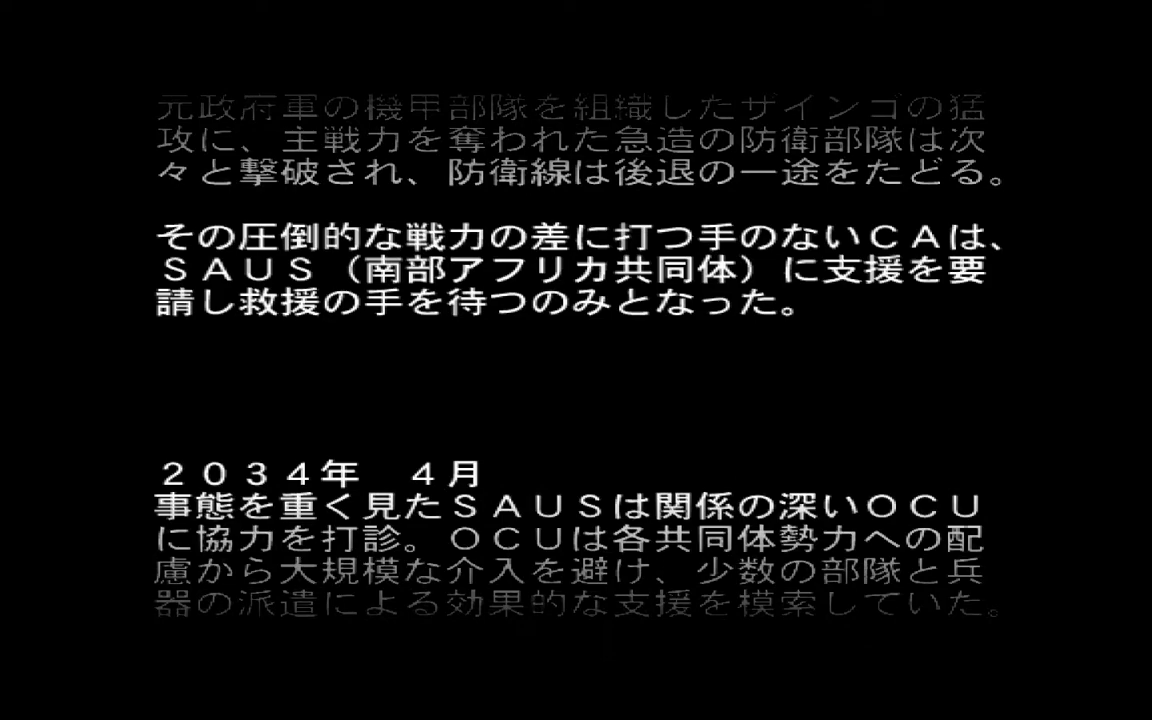 元政府軍の機甲部隊を組織したザインゴの猛
攻に、主戦力を奪われた急造の防衛部隊は次
々と撃破され、防衛線は後退の一途をたどる。
その圧倒的な戦力の差に打つ手のないＣＡは、
ＳＡＵＳ（南部アフリカ共同体）に支援を要
請し救援の手を待つのみとなった。
２０３４年　４月
事態を重く見たＳＡＵＳは関係の深いＯＣＵ
に協力を打診。ＯＣＵは各共同体勢力への配
慮から大規模な介入を避け、少数の部隊と兵
器の派遣による効果的な支援を模索していた。